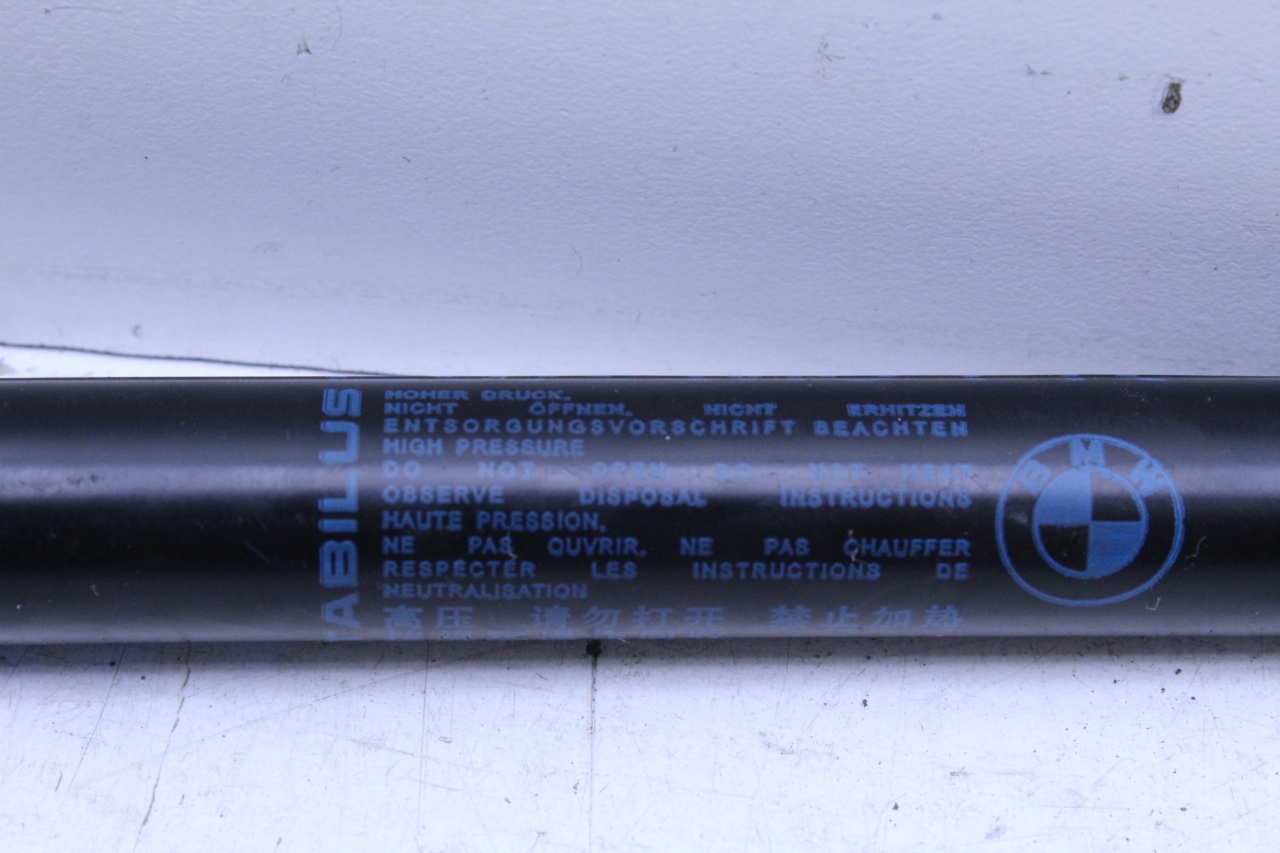 ABILUS
HOHER DRUCK.
NICHT ÖFFNEN. NICHT ERHITZEN
ENTSORGUNGSVORSCHRIFT BEACHTEN
HIGH PRESSURE
DO NOT OPEN DO NOT HEAT
OBSERVE DISPOSAL INSTRUCTIONS
HAUTE PRESSION.
NE PAS OUVRIR. NE PAS CHAUFFER
RESPECTER LES INSTRUCTIONS DE
NEUTRALISATION
高压 请勿打开 禁止加热
BMW